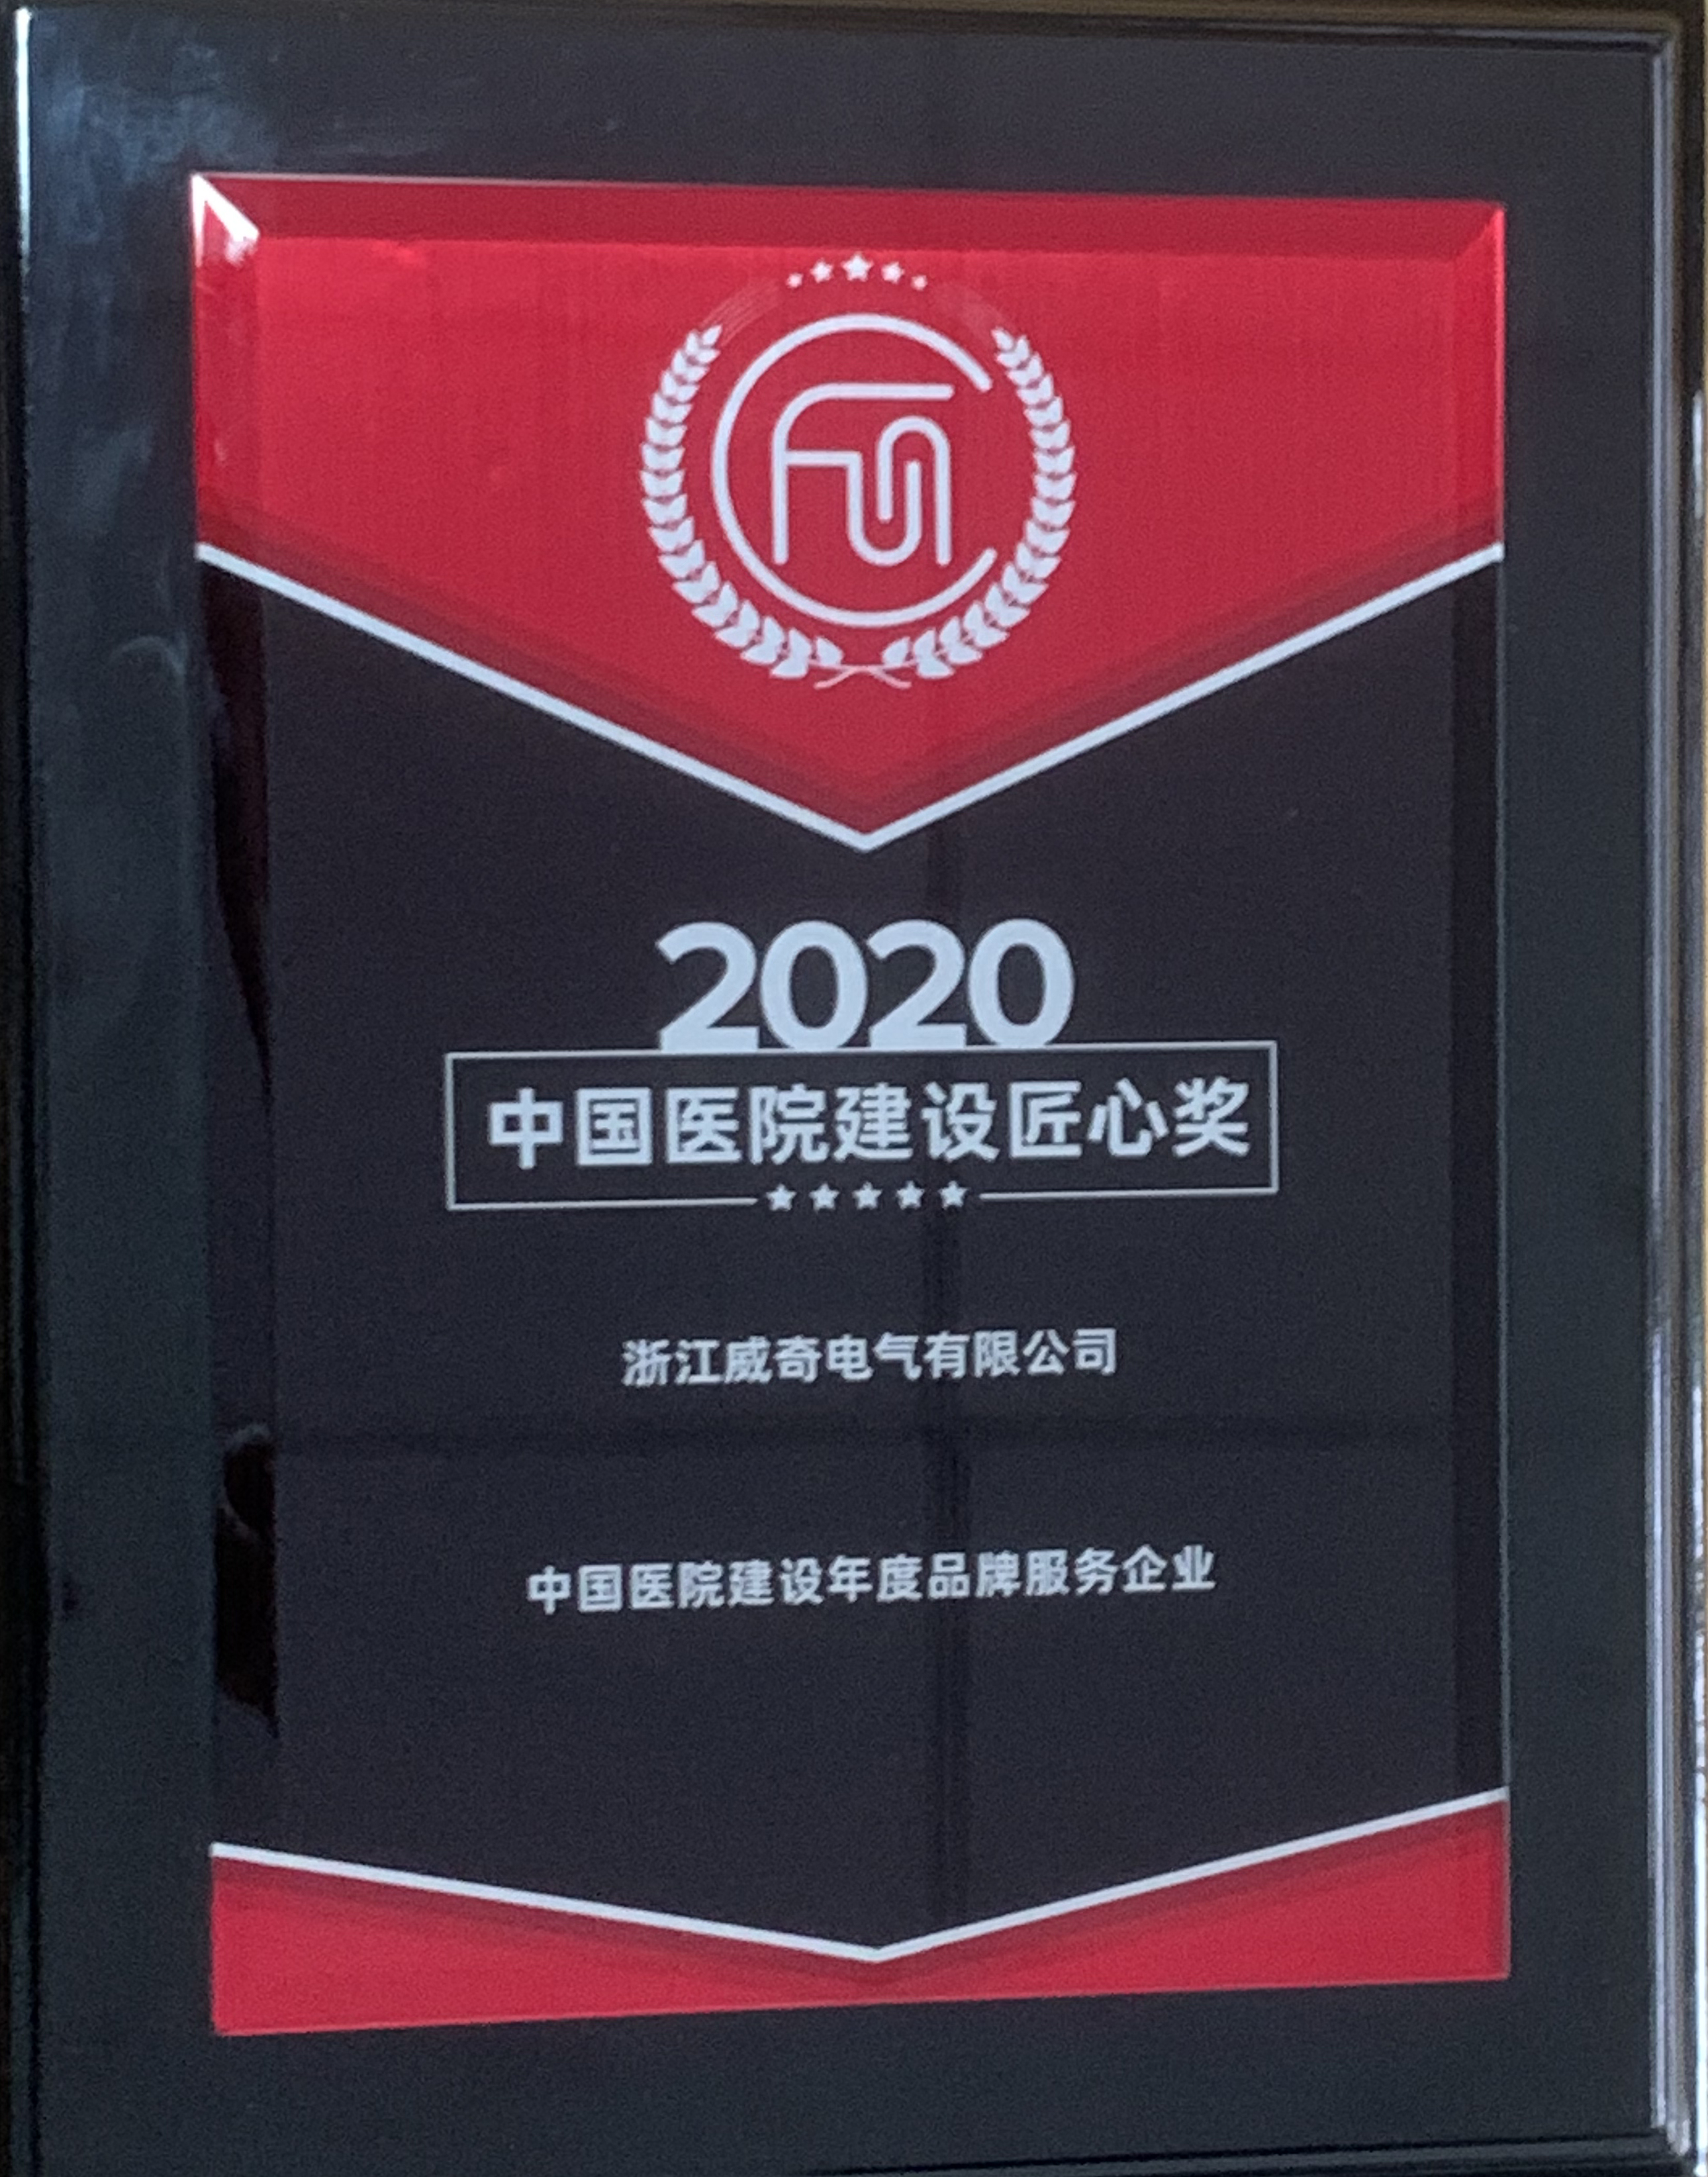 2020
中国医院建设匠心奖
浙江威奇电气有限公司
中国医院建设年度品牌服务企业